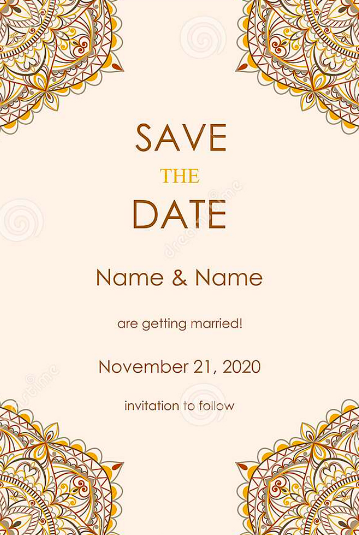 SAVE
THE
DATE
Name & Name
are getting married!
November 21, 2020
invitation to follow